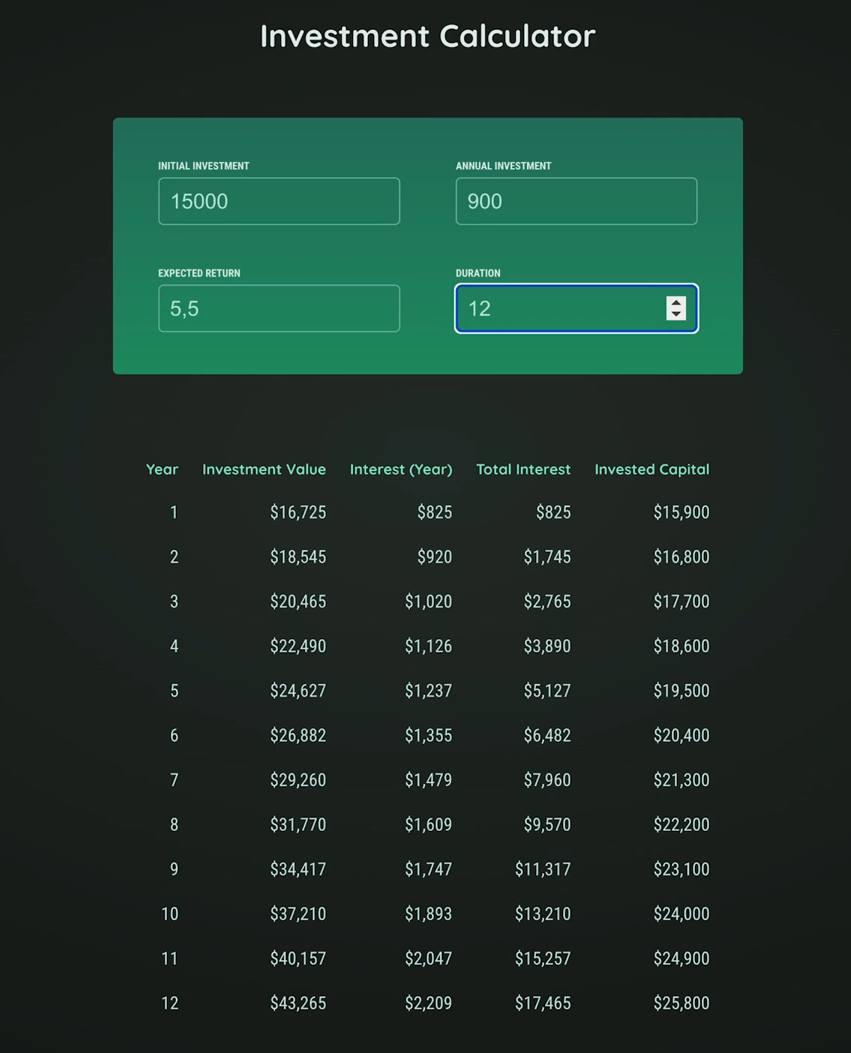 Investment Calculator
INITIAL INVESTMENT ANNUAL INVESTMENT
15000 900
EXPECTED RETURN DURATION
5,5 12
Year Investment Value Interest (Year) Total Interest Invested Capital
1 $16,725 $825 $825 $15,900
2 $18,545 $920 $1,745 $16,800
3 $20,465 $1,020 $2,765 $17,700
4 $22,490 $1,126 $3,890 $18,600
5 $24,627 $1,237 $5,127 $19,500
6 $26,882 $1,355 $6,482 $20,400
7 $29,260 $1,479 $7,960 $21,300
8 $31,770 $1,609 $9,570 $22,200
9 $34,417 $1,747 $11,317 $23,100
10 $37,210 $1,893 $13,210 $24,000
11 $40,157 $2,047 $15,257 $24,900
12 $43,265 $2,209 $17,465 $25,800